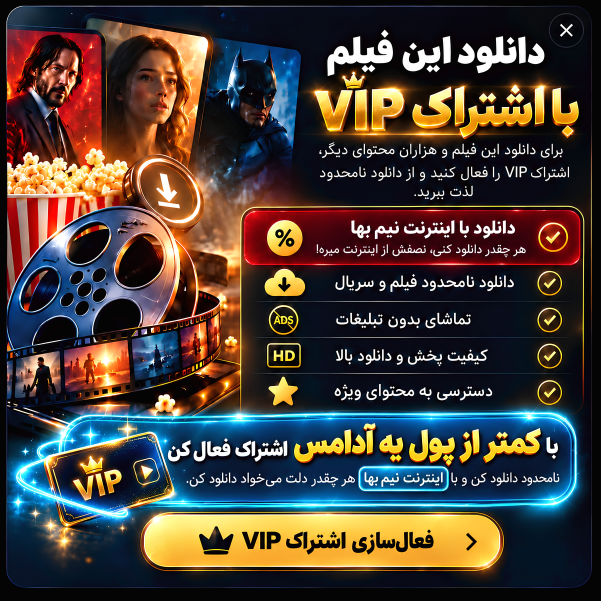 دانلود این فیلم
با اشتراک VIP
برای دانلود این فیلم و هزاران محتوای دیگر،
اشتراک VIP را فعال کنید و از دانلود نامحدود
لذت ببرید.
دانلود با اینترنت نیم بها
هر چقدر دانلود کنی، نصفش از اینترنت میره!
%
دانلود نامحدود فیلم و سریال
تماشای بدون تبلیغات
ADS
کیفیت پخش و دانلود بالا
HD
دسترسی به محتوای ویژه
با کمتر از پول یه آدامس اشتراک فعال کن
نامحدود دانلود کن و با اینترنت نیم بها هر چقدر دلت می‌خواد دانلود کن.
VIP
فعال‌سازی اشتراک VIP